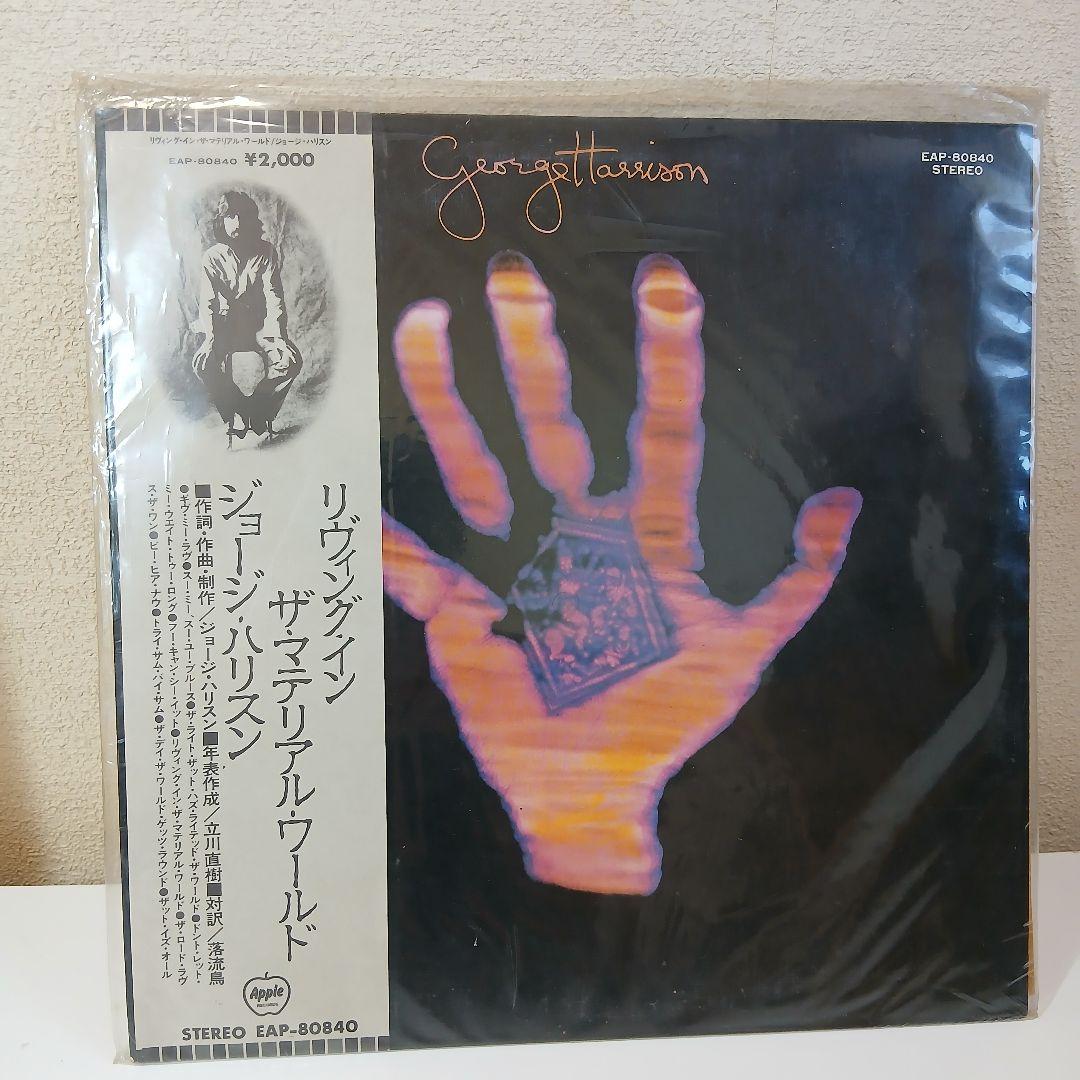 リヴィング・イン・ザ・マテリアル・ワールド/ジョージ・ハリスン
EAP-80840 ¥2,000
GeorgeHarrison
EAP-80840
STEREO
リヴィング・イン
ザ・マテリアル・ワールド
ジョージ・ハリスン
■作詞・作曲・制作/ジョージ・ハリスン■年表作成/立川直樹■対訳/落流鳥
●ギヴ・ミー・ラヴ●スー・ミー、スー・ユー・ブルース●ザ・ライト・ザット・ハズ・ライテッド・ザ・ワールド●ドント・レット・
ミー・ウエイト・トゥー・ロング●フー・キャン・シー・イット●リヴィング・イン・ザ・マテリアル・ワールド●ザ・ロード・ラヴ
ス・ザ・ワン●ビー・ヒア・ナウ●トライ・サム・バイ・サム●ザ・デイ・ザ・ワールド・ゲッツ・ラウンド●ザット・イズ・オール
Apple
STEREO EAP-80840